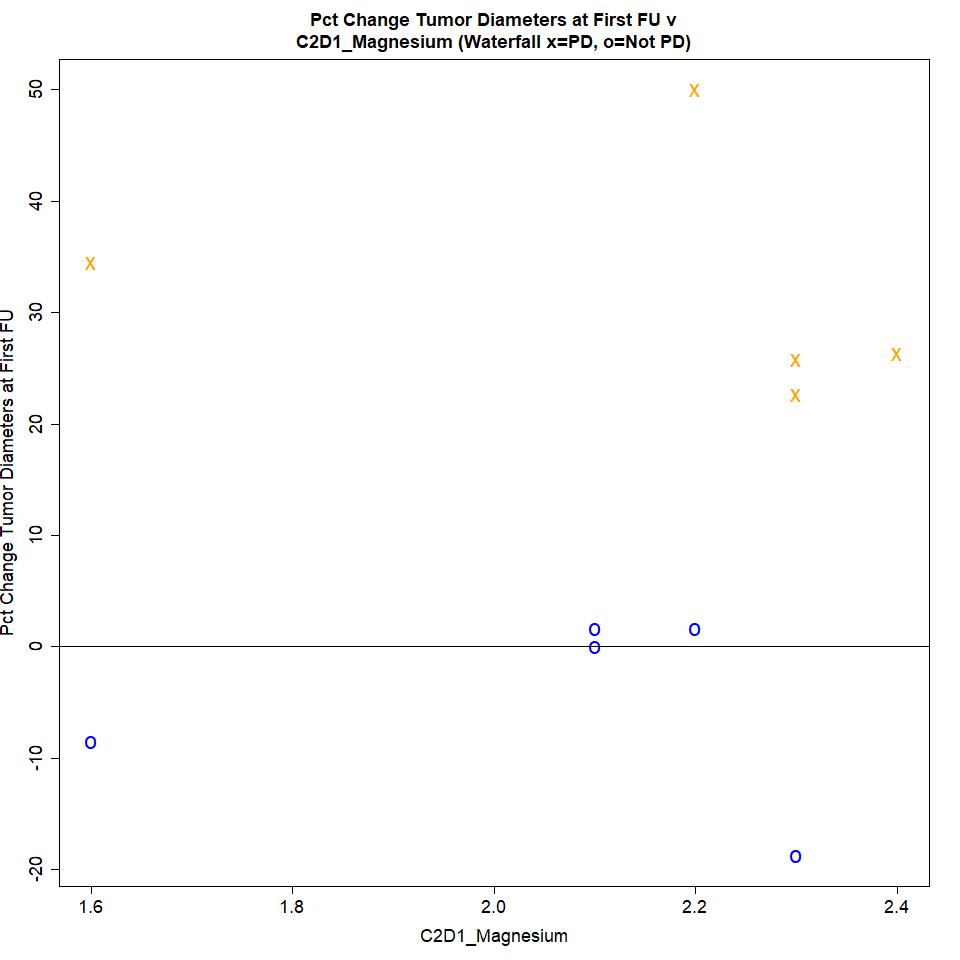 Pct Change Tumor Diameters at First FU v
C2D1_Magnesium (Waterfall x=PD, o=Not PD)
Pct Change Tumor Diameters at First FU
50
40
30
20
10
0
-10
-20
X
X
X
X
X
O
O
O
O
O
1.6
1.8
2.0
2.2
2.4
C2D1_Magnesium